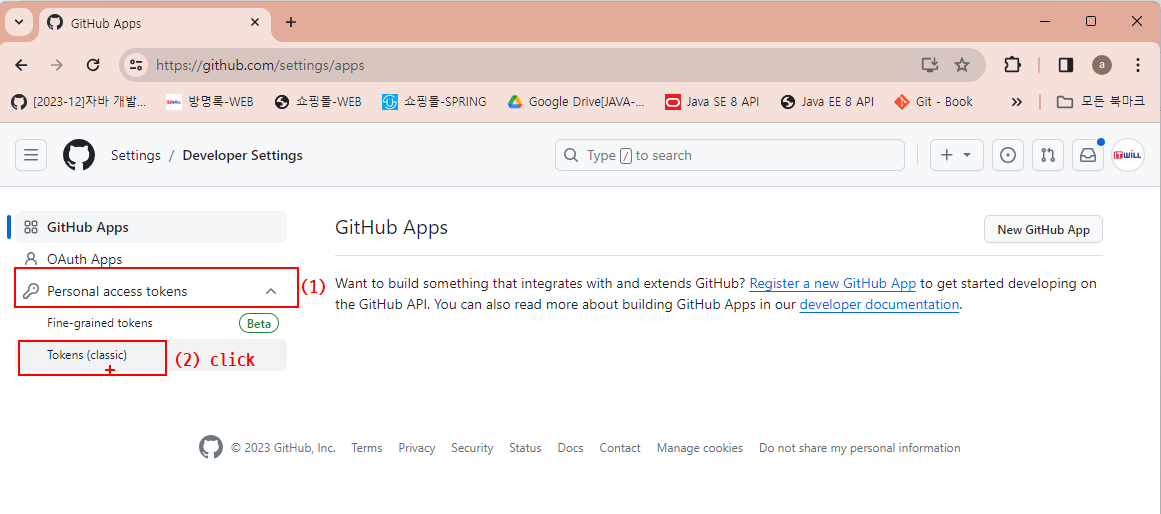 GitHub Apps
https://github.com/settings/apps
a
[2023-12]자바 개발...
ITWILL 방명록-WEB
쇼핑몰-WEB
쇼핑몰-SPRING
Google Drive[JAVA-...
Java SE 8 API
Java EE 8 API
Git - Book
모든 북마크
Settings / Developer Settings
Type / to search
ITWILL
GitHub Apps
OAuth Apps
Personal access tokens
(1)
Fine-grained tokens
Beta
Tokens (classic)
(2) click
GitHub Apps
New GitHub App
Want to build something that integrates with and extends GitHub? Register a new GitHub App to get started developing on
the GitHub API. You can also read more about building GitHub Apps in our developer documentation.
© 2023 GitHub, Inc. Terms Privacy Security Status Docs Contact Manage cookies Do not share my personal information